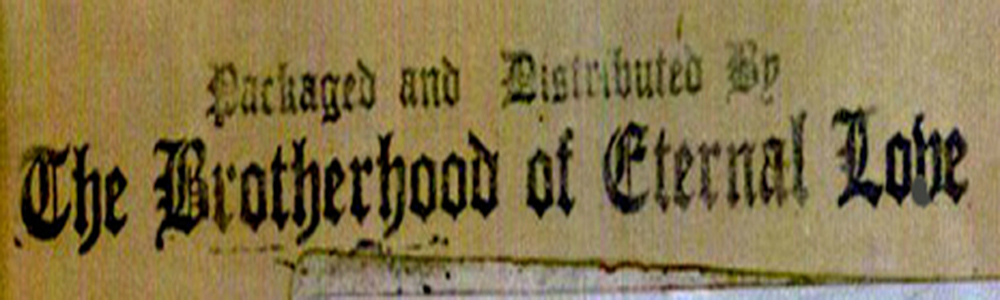 Packaged and Distributed By
The Brotherhood of Eternal Love